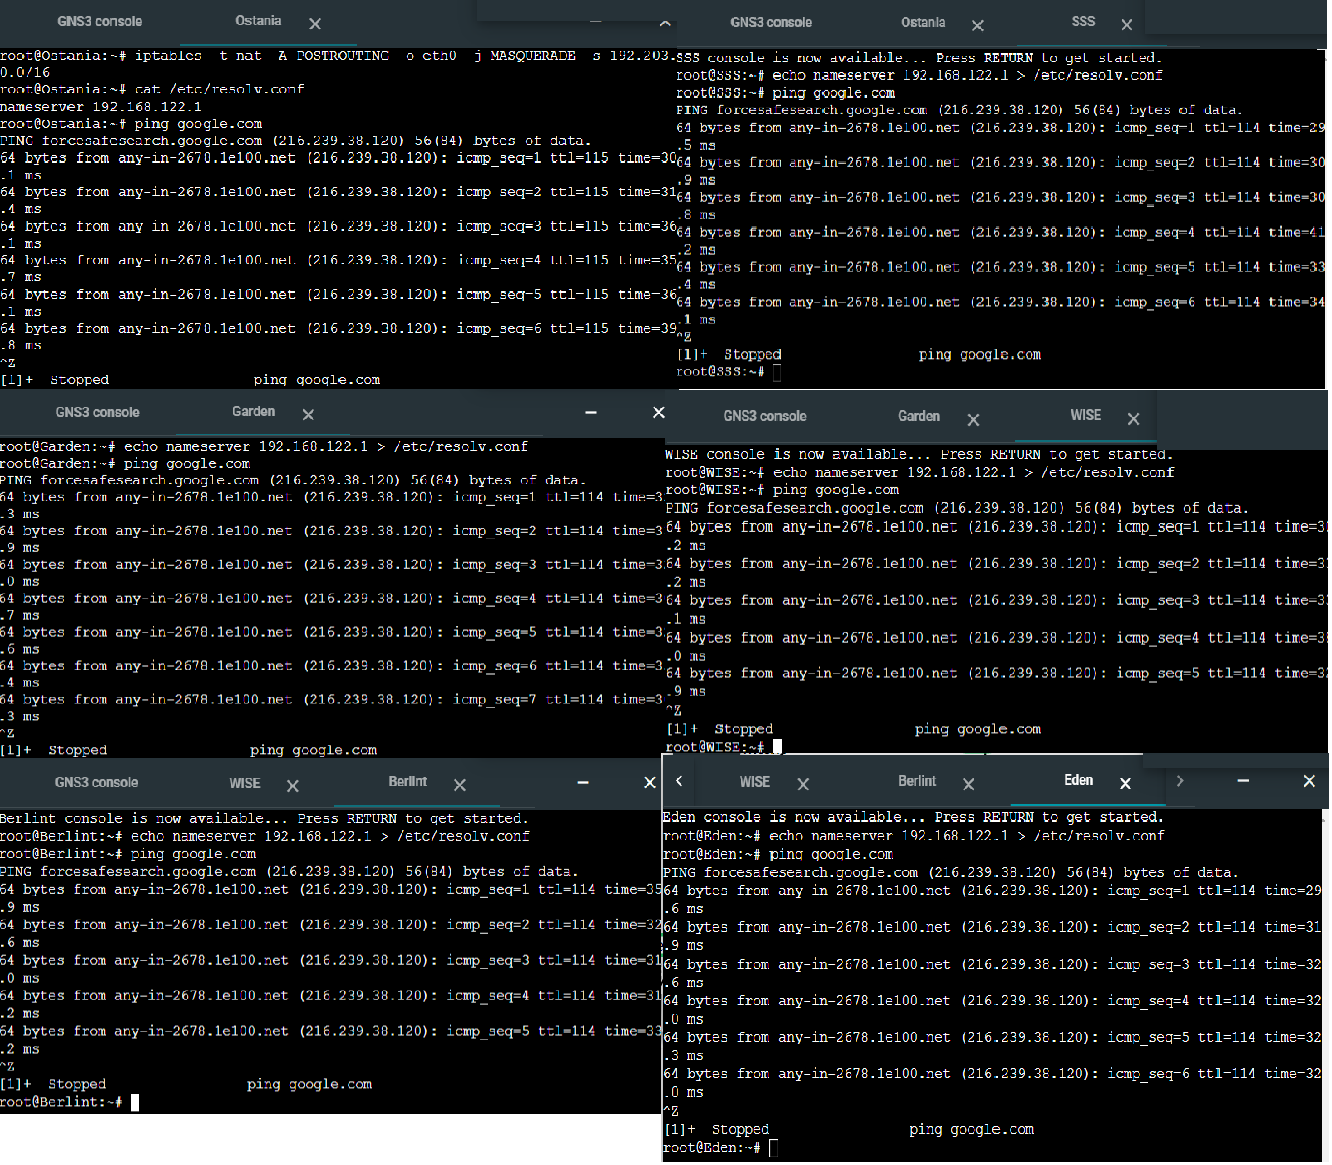 GNS3 console Ostania
root@Ostania:~# iptables -t nat -A POSTROUTING -o eth0 -j MASQUERADE -s 192.203.
0.0/16
root@Ostania:~# cat /etc/resolv.conf
nameserver 192.168.122.1
root@Ostania:~# ping google.com
PING forcesafesearch.google.com (216.239.38.120) 56(84) bytes of data.
64 bytes from any-in-2678.1e100.net (216.239.38.120): icmp_seq=1 ttl=115 time=30
.1 ms
64 bytes from any-in-2678.1e100.net (216.239.38.120): icmp_seq=2 ttl=115 time=31
.4 ms
64 bytes from any-in-2678.1e100.net (216.239.38.120): icmp_seq=3 ttl=115 time=36
.1 ms
64 bytes from any-in-2678.1e100.net (216.239.38.120): icmp_seq=4 ttl=115 time=35
.7 ms
64 bytes from any-in-2678.1e100.net (216.239.38.120): icmp_seq=5 ttl=115 time=36
.1 ms
64 bytes from any-in-2678.1e100.net (216.239.38.120): icmp_seq=6 ttl=115 time=39
.8 ms
^Z
[1]+ Stopped ping google.com
GNS3 console Ostania SSS
SSS console is now available... Press RETURN to get started.
root@SSS:~# echo nameserver 192.168.122.1 > /etc/resolv.conf
root@SSS:~# ping google.com
PING forcesafesearch.google.com (216.239.38.120) 56(84) bytes of data.
64 bytes from any-in-2678.1e100.net (216.239.38.120): icmp_seq=1 ttl=114 time=29
.5 ms
64 bytes from any-in-2678.1e100.net (216.239.38.120): icmp_seq=2 ttl=114 time=30
.9 ms
64 bytes from any-in-2678.1e100.net (216.239.38.120): icmp_seq=3 ttl=114 time=30
.8 ms
64 bytes from any-in-2678.1e100.net (216.239.38.120): icmp_seq=4 ttl=114 time=41
.2 ms
64 bytes from any-in-2678.1e100.net (216.239.38.120): icmp_seq=5 ttl=114 time=33
.4 ms
64 bytes from any-in-2678.1e100.net (216.239.38.120): icmp_seq=6 ttl=114 time=34
.1 ms
^Z
[1]+ Stopped ping google.com
root@SSS:~#
GNS3 console Garden
root@Garden:~# echo nameserver 192.168.122.1 > /etc/resolv.conf
root@Garden:~# ping google.com
PING forcesafesearch.google.com (216.239.38.120) 56(84) bytes of data.
64 bytes from any-in-2678.1e100.net (216.239.38.120): icmp_seq=1 ttl=114 time=3
.3 ms
64 bytes from any-in-2678.1e100.net (216.239.38.120): icmp_seq=2 ttl=114 time=3
.9 ms
64 bytes from any-in-2678.1e100.net (216.239.38.120): icmp_seq=3 ttl=114 time=3
.0 ms
64 bytes from any-in-2678.1e100.net (216.239.38.120): icmp_seq=4 ttl=114 time=3
.7 ms
64 bytes from any-in-2678.1e100.net (216.239.38.120): icmp_seq=5 ttl=114 time=3
.6 ms
64 bytes from any-in-2678.1e100.net (216.239.38.120): icmp_seq=6 ttl=114 time=3
.4 ms
64 bytes from any-in-2678.1e100.net (216.239.38.120): icmp_seq=7 ttl=114 time=3
.3 ms
^Z
[1]+ Stopped ping google.com
GNS3 console Garden WISE
WISE console is now available... Press RETURN to get started.
root@WISE:~# echo nameserver 192.168.122.1 > /etc/resolv.conf
root@WISE:~# ping google.com
PING forcesafesearch.google.com (216.239.38.120) 56(84) bytes of data.
64 bytes from any-in-2678.1e100.net (216.239.38.120): icmp_seq=1 ttl=114 time=32
.2 ms
64 bytes from any-in-2678.1e100.net (216.239.38.120): icmp_seq=2 ttl=114 time=31
.2 ms
64 bytes from any-in-2678.1e100.net (216.239.38.120): icmp_seq=3 ttl=114 time=3
.1 ms
64 bytes from any-in-2678.1e100.net (216.239.38.120): icmp_seq=4 ttl=114 time=3
.0 ms
64 bytes from any-in-2678.1e100.net (216.239.38.120): icmp_seq=5 ttl=114 time=32
.9 ms
^Z
[1]+ Stopped ping google.com
root@WISE:~#
GNS3 console WISE Berlint
Berlint console is now available... Press RETURN to get started.
root@Berlint:~# echo nameserver 192.168.122.1 > /etc/resolv.conf
root@Berlint:~# ping google.com
PING forcesafesearch.google.com (216.239.38.120) 56(84) bytes of data.
64 bytes from any-in-2678.1e100.net (216.239.38.120): icmp_seq=1 ttl=114 time=35
.9 ms
64 bytes from any-in-2678.1e100.net (216.239.38.120): icmp_seq=2 ttl=114 time=32
.6 ms
64 bytes from any-in-2678.1e100.net (216.239.38.120): icmp_seq=3 ttl=114 time=31
.0 ms
64 bytes from any-in-2678.1e100.net (216.239.38.120): icmp_seq=4 ttl=114 time=31
.2 ms
64 bytes from any-in-2678.1e100.net (216.239.38.120): icmp_seq=5 ttl=114 time=33
.2 ms
^Z
[1]+ Stopped ping google.com
root@Berlint:~#
WISE Berlint Eden
Eden console is now available... Press RETURN to get started.
root@Eden:~# echo nameserver 192.168.122.1 > /etc/resolv.conf
root@Eden:~# ping google.com
PING forcesafesearch.google.com (216.239.38.120) 56(84) bytes of data.
64 bytes from any-in-2678.1e100.net (216.239.38.120): icmp_seq=1 ttl=114 time=29
.6 ms
64 bytes from any-in-2678.1e100.net (216.239.38.120): icmp_seq=2 ttl=114 time=31
.9 ms
64 bytes from any-in-2678.1e100.net (216.239.38.120): icmp_seq=3 ttl=114 time=32
.6 ms
64 bytes from any-in-2678.1e100.net (216.239.38.120): icmp_seq=4 ttl=114 time=32
.0 ms
64 bytes from any-in-2678.1e100.net (216.239.38.120): icmp_seq=5 ttl=114 time=32
.3 ms
64 bytes from any-in-2678.1e100.net (216.239.38.120): icmp_seq=6 ttl=114 time=32
.0 ms
^Z
[1]+ Stopped ping google.com
root@Eden:~#